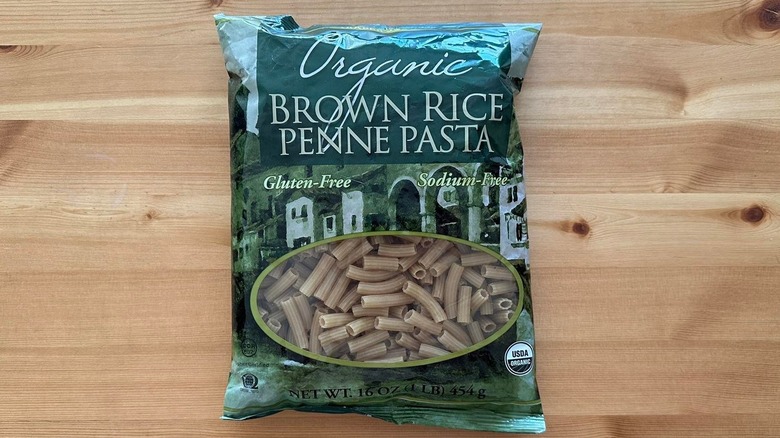 Organic
BROWN RICE
PENNE PASTA
Gluten-Free Sodium-Free
USDA
ORGANIC
NET WT. 16 OZ (1 LB) 454 g